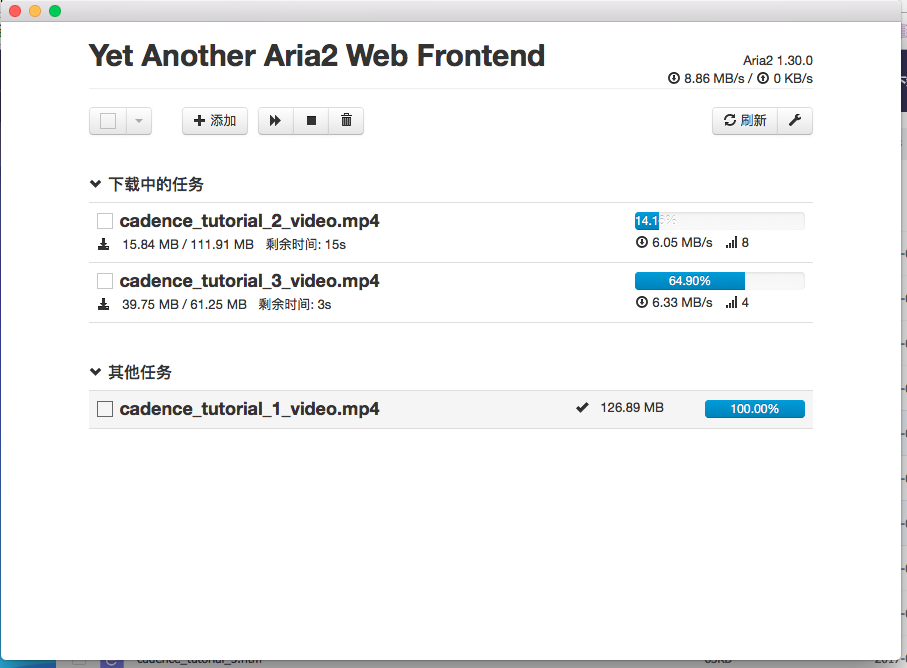 Yet Another Aria2 Web Frontend
Aria2 1.30.0
8.86 MB/s / 0 KB/s
添加
刷新
下载中的任务
cadence_tutorial_2_video.mp4
14.15%
15.84 MB / 111.91 MB 剩余时间: 15s
6.05 MB/s 8
cadence_tutorial_3_video.mp4
64.90%
39.75 MB / 61.25 MB 剩余时间: 3s
6.33 MB/s 4
其他任务
cadence_tutorial_1_video.mp4
126.89 MB
100.00%